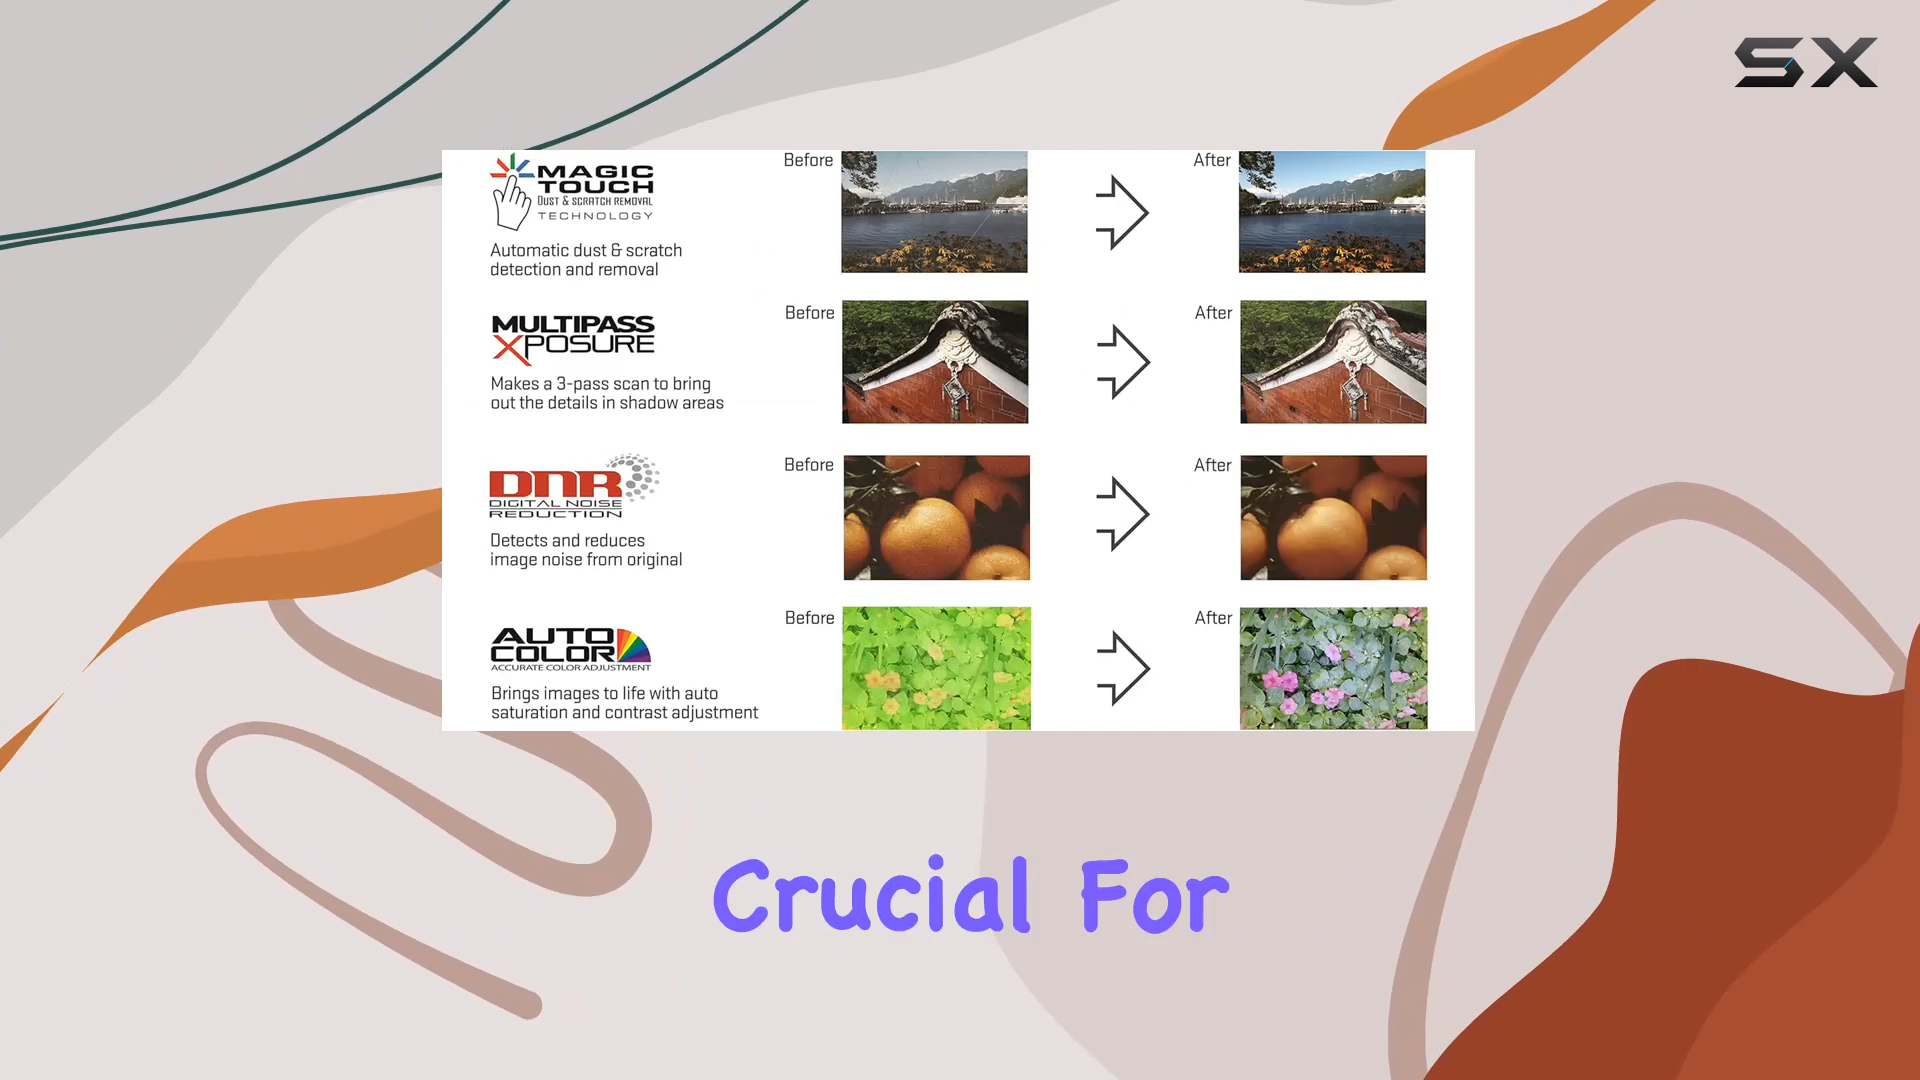 SX
MAGIC
TOUCH
DUST & SCRATCH REMOVAL
TECHNOLOGY
Automatic dust & scratch
detection and removal
Before
After
MULTIPASS
XPOSURE
Makes a 3-pass scan to bring
out the details in shadow areas
Before
After
DNR
DIGITAL NOISE
REDUCTION
Detects and reduces
image noise from original
Before
After
AUTO
COLOR
ACCURATE COLOR ADJUSTMENT
Brings images to life with auto
saturation and contrast adjustment
Before
After
Crucial For